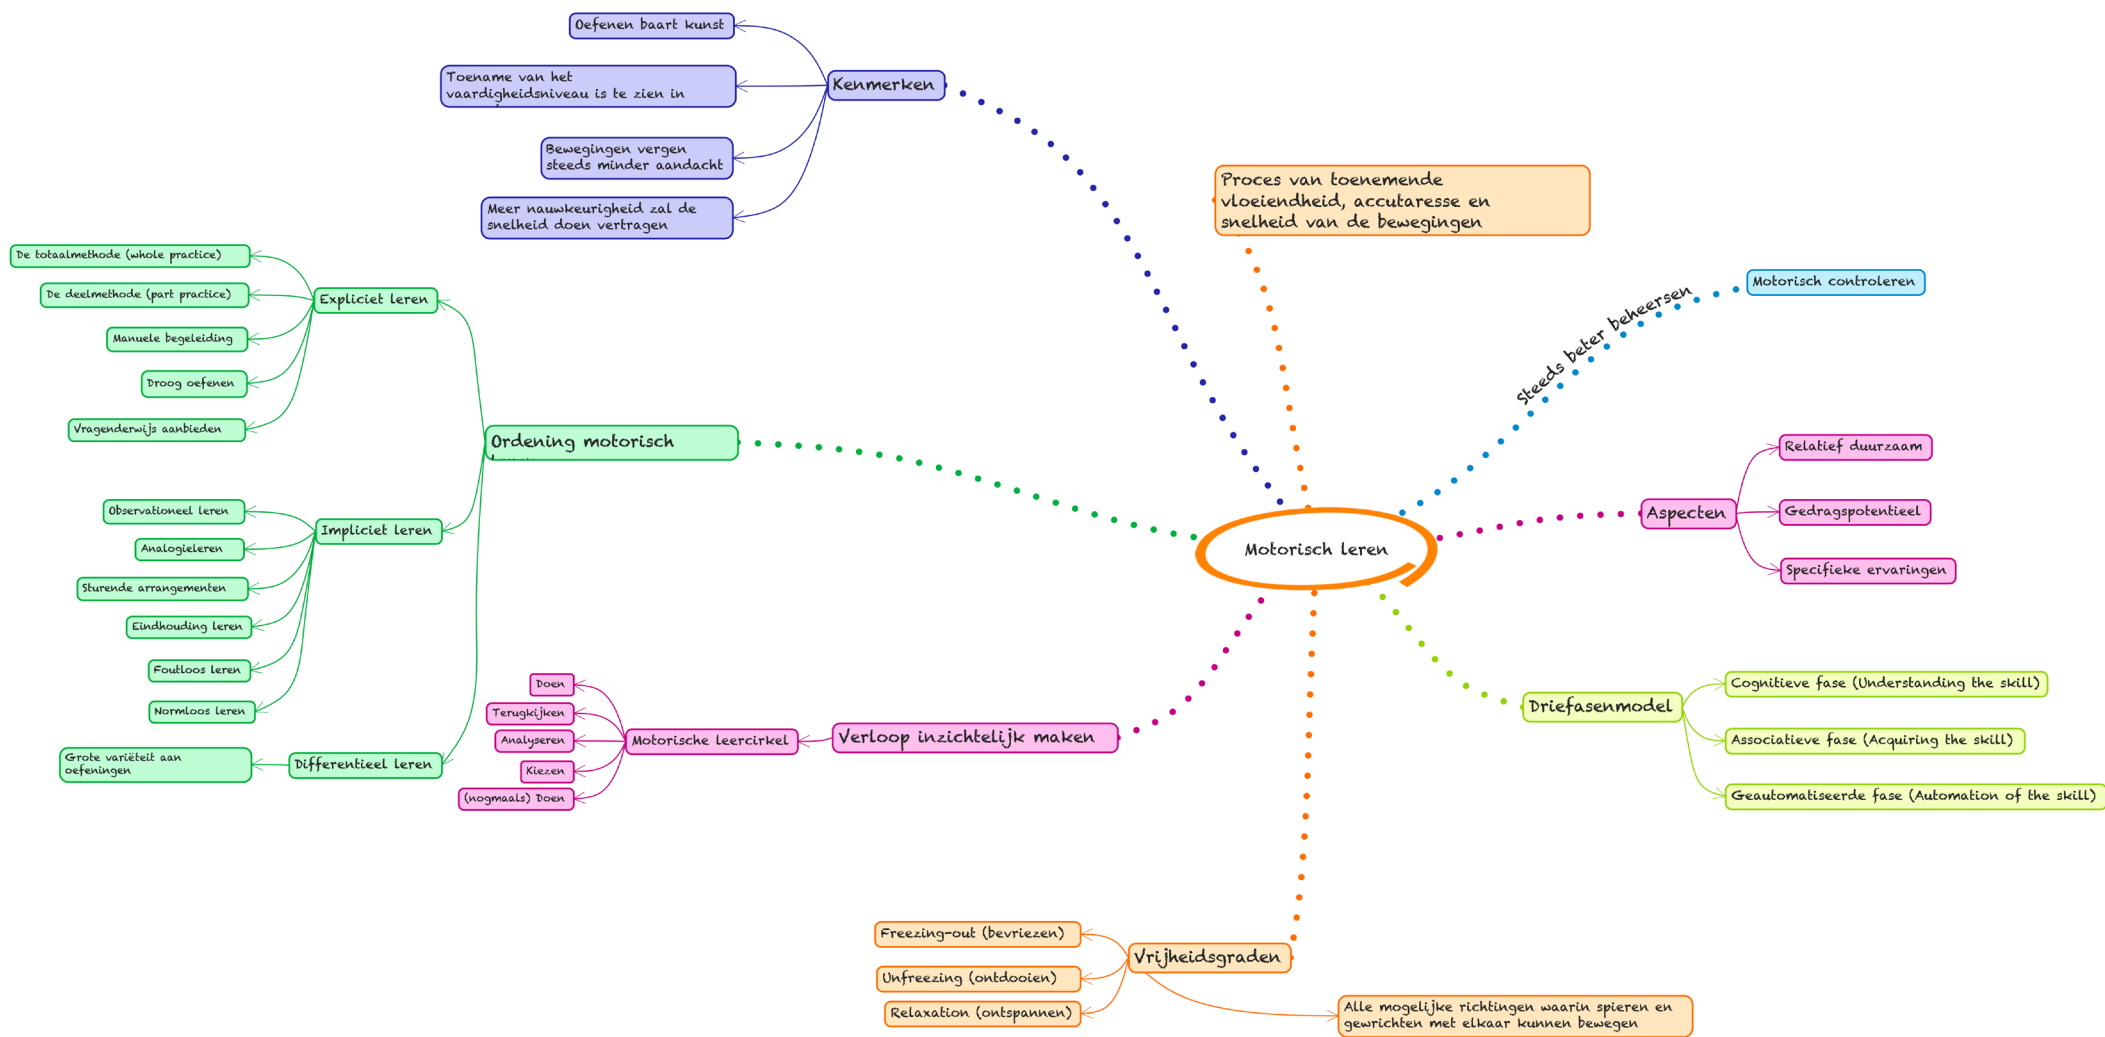 Oefenen baart kunst
Toename van het
vaardigheidsniveau is te zien in
Bewegingen vergen
steeds minder aandacht
Meer nauwkeurigheid zal de
snelheid doen vertragen
Kenmerken
Proces van toenemende
vloeiendheid, accutaresse en
snelheid van de bewegingen
Steeds beter beheersen
Motorisch controleren
De totaalmethode (whole practice)
De deelmethode (part practice)
Manuele begeleiding
Droog oefenen
Vragenderwijs aanbieden
Expliciet leren
Ordening motorisch
Observationeel leren
Analogieleren
Sturende arrangementen
Eindhouding leren
Foutloos leren
Normloos leren
Impliciet leren
Grote variëteit aan
oefeningen
Differentieel leren
Motorisch leren
Aspecten
Relatief duurzaam
Gedragspotentieel
Specifieke ervaringen
Doen
Terugkijken
Analyseren
Kiezen
(nogmaals) Doen
Motorische leercirkel
Verloop inzichtelijk maken
Driefasenmodel
Cognitieve fase (Understanding the skill)
Associatieve fase (Acquiring the skill)
Geautomatiseerde fase (Automation of the skill)
Freezing-out (bevriezen)
Unfreezing (ontdooien)
Relaxation (ontspannen)
Vrijheidsgraden
Alle mogelijke richtingen waarin spieren en
gewrichten met elkaar kunnen bewegen